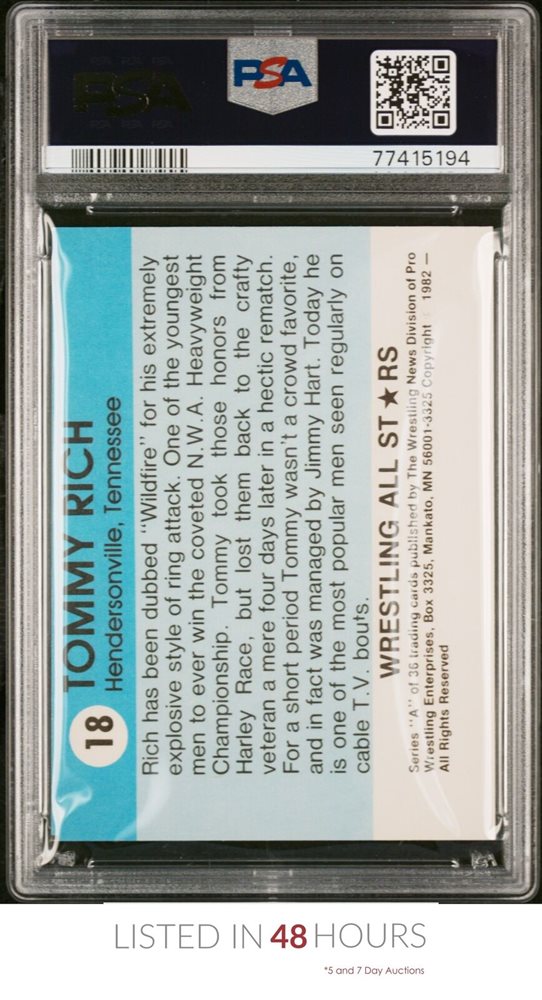 PSA
77415194
18
TOMMY RICH
Hendersonville, Tennessee
Rich has been dubbed "Wildfire" for his extremely
explosive style of ring attack. One of the youngest
men to ever win the coveted N.W.A. Heavyweight
Championship. Tommy took those honors from
Harley Race, but lost them back to the crafty
veteran a mere four days later in a hectic rematch.
For a short period Tommy wasn't a crowd favorite,
and in fact was managed by Jimmy Hart. Today he
is one of the most popular men seen regularly on
cable T.V. bouts.
WRESTLING ALL ST★RS
Series "A" of 36 trading cards published by The Wrestling News Division of Pro
Wrestling Enterprises, Box 3325, Mankato, MN 56001-3325 Copyright 1982 —
All Rights Reserved
LISTED IN 48 HOURS
*5 and 7 Day Auctions